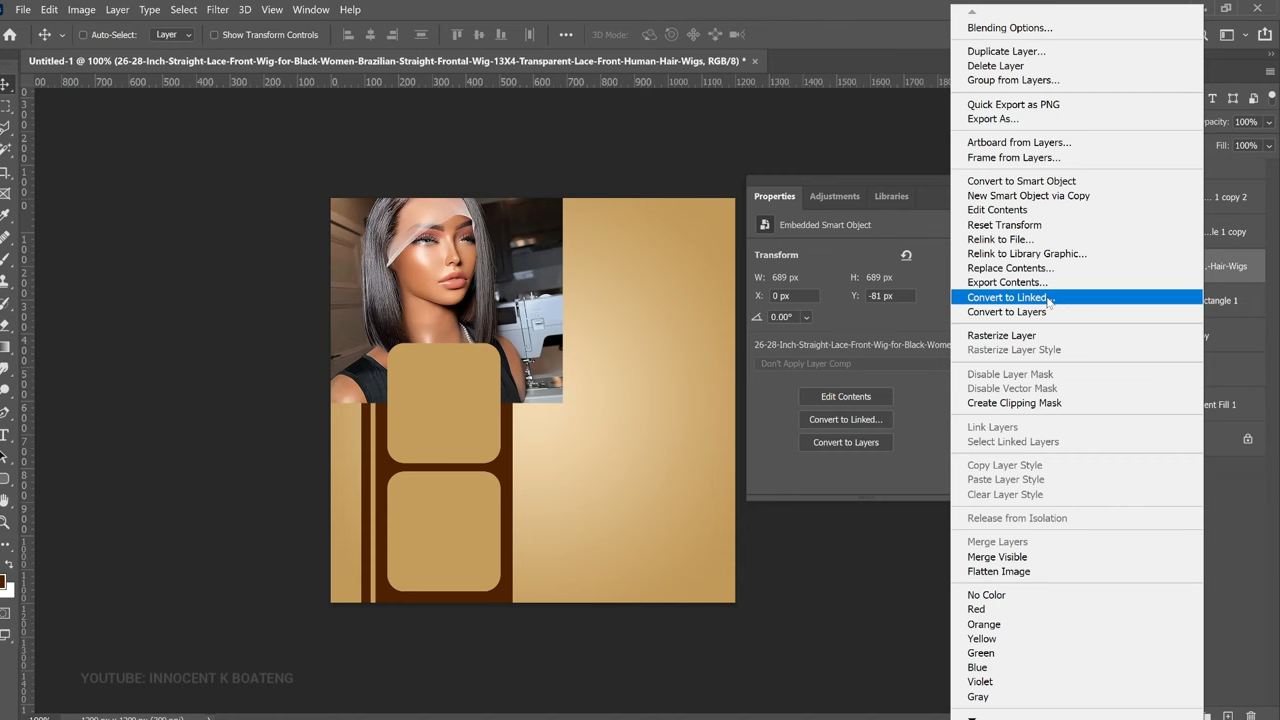 File Edit Image Layer Type Select Filter 3D View Window Help
Auto-Select: Layer Show Transform Controls 3D Mode:
Untitled-1 @ 100% (26-28-Inch-Straight-Lace-Front-Wig-for-Black-Women-Brazilian-Straight-Frontal-Wig-13X4-Transparent-Lace-Front-Human-Hair-Wigs, RGB/8) *
Properties Adjustments Libraries
Embedded Smart Object
Transform
W: 689 px H: 689 px
X: 0 px Y: -81 px
0.00°
26-28-Inch-Straight-Lace-Front-Wig-for-Black-Wome
Don't Apply Layer Comp
Edit Contents
Convert to Linked...
Convert to Layers
Blending Options...
Duplicate Layer...
Delete Layer
Group from Layers...
Quick Export as PNG
Export As...
Artboard from Layers...
Frame from Layers...
Convert to Smart Object
New Smart Object via Copy
Edit Contents
Reset Transform
Relink to File...
Relink to Library Graphic...
Replace Contents...
Export Contents...
Convert to Linked...
Convert to Layers
Rasterize Layer
Rasterize Layer Style
Disable Layer Mask
Disable Vector Mask
Create Clipping Mask
Link Layers
Select Linked Layers
Copy Layer Style
Paste Layer Style
Clear Layer Style
Release from Isolation
Merge Layers
Merge Visible
Flatten Image
No Color
Red
Orange
Yellow
Green
Blue
Violet
Gray
Opacity: 100%
Fill: 100%
1 copy 2
le 1 copy
-Hair-Wigs
ctangle 1
ent Fill 1
YOUTUBE: INNOCENT K BOATENG